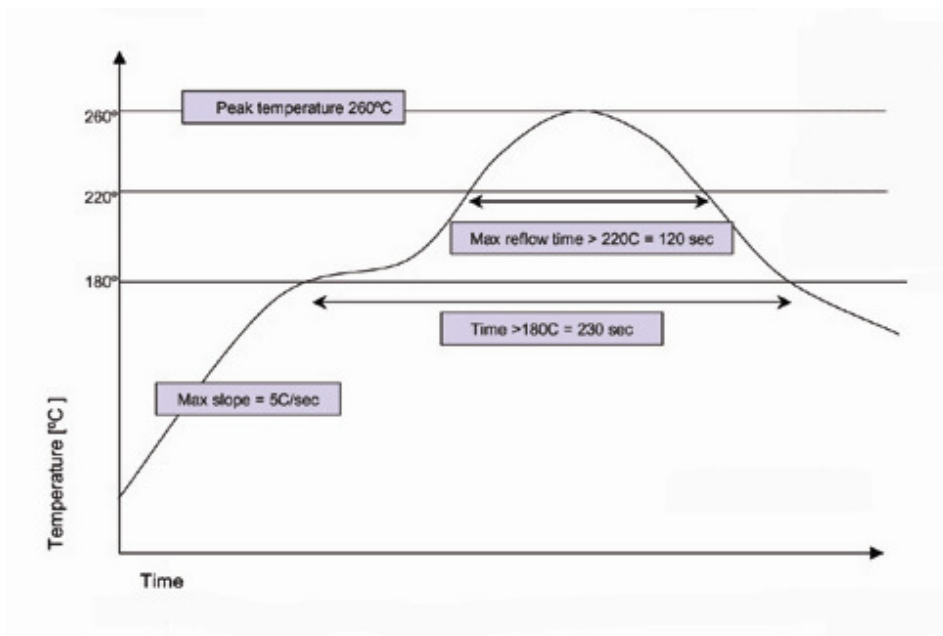 Peak temperature 260ºC
260º
220º
Max reflow time > 220C = 120 sec
180º
Time >180C = 230 sec
Max slope = 5C/sec
Temperature [ºC ]
Time